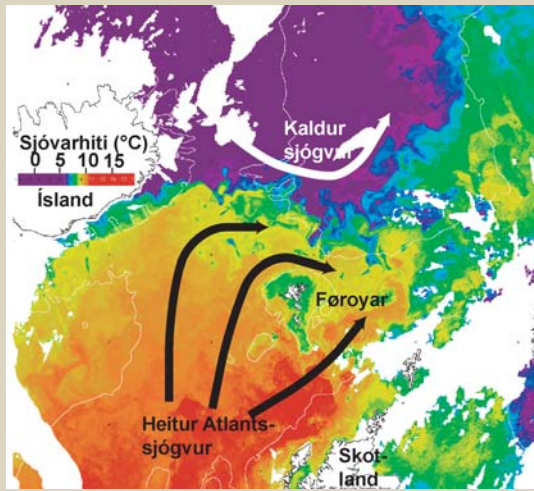 Sjóvarhiti (°C)
0 5 10 15
Ísland
Kaldur
sjógvur
Føroyar
Heitur Atlants-
sjógvur
Skot-
land